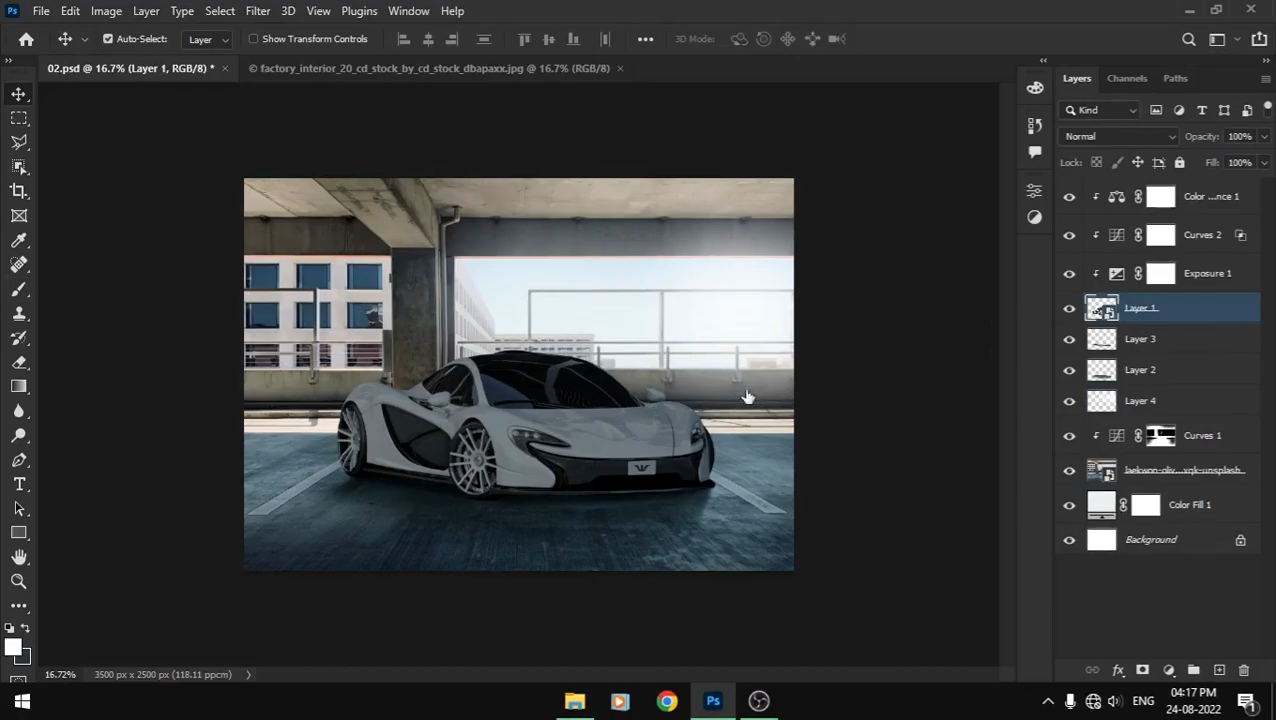 Ps File Edit Image Layer Type Select Filter 3D View Plugins Window Help
Auto-Select: Layer Show Transform Controls ••• 3D Mode:
02.psd @ 16.7% (Layer 1, RGB/8) * × © factory_interior_20_cd_stock_by_cd_stock_dbapaxx.jpg @ 16.7% (RGB/8) ×
Layers Channels Paths
Kind
Normal Opacity: 100%
Lock: Fill: 100%
Color ...nce 1
Curves 2
Exposure 1
Layer 1
Layer 3
Layer 2
Layer 4
Curves 1
Color Fill 1
Background
16.72% 3500 px x 2500 px (118.11 ppcm)
ENG 04:17 PM
24-08-2022